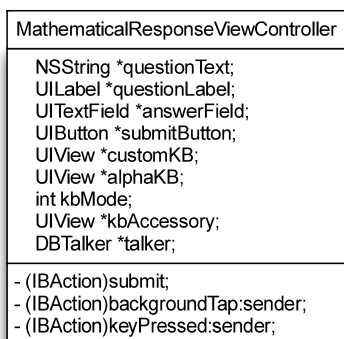 MathematicalResponseViewController
NSString *questionText;
UILabel *questionLabel;
UITextField *answerField;
UIButton *submitButton;
UIView *customKB;
UIView *alphaKB;
int kbMode;
UIView *kbAccessory;
DBTalker *talker;
- (IBAction)submit;
- (IBAction)backgroundTap:sender;
- (IBAction)keyPressed:sender;